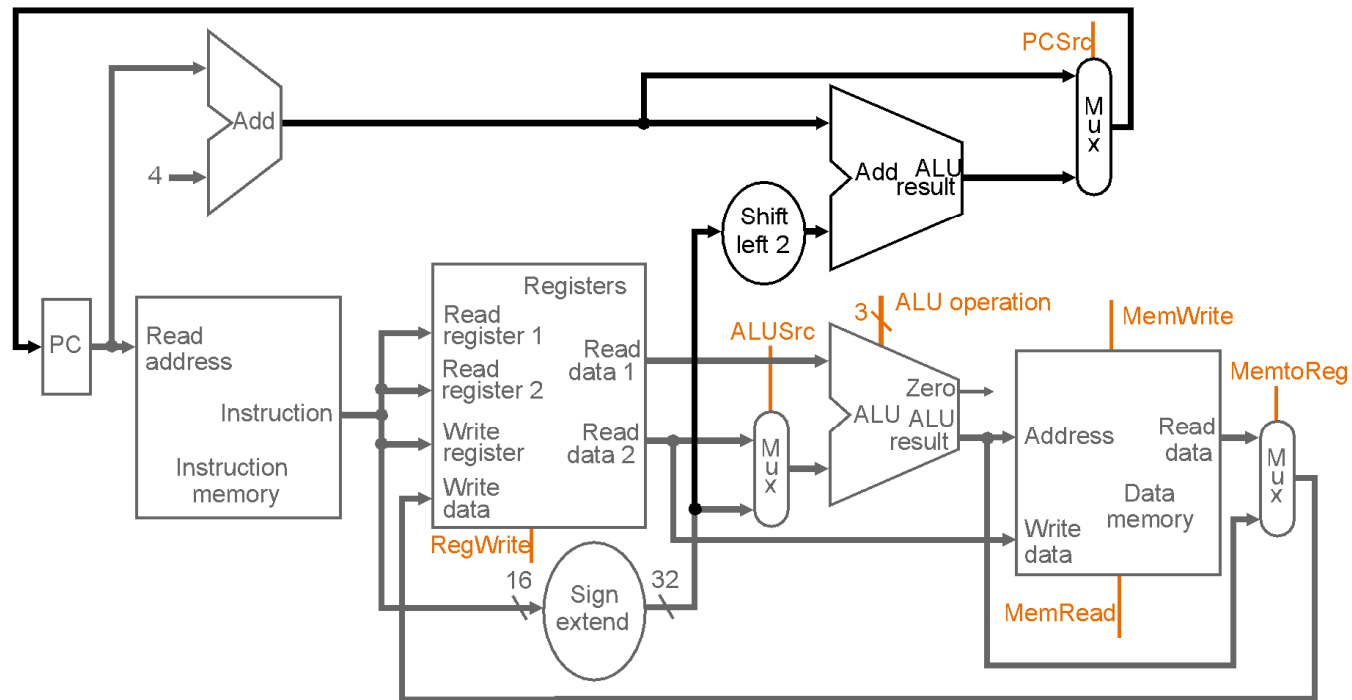 PCSrc
Add
4
Mux
Add
ALU
result
Shift
left 2
PC
Read
address
Instruction
Instruction
memory
Registers
Read
register 1
Read
register 2
Write
register
Write
data
Read
data 1
Read
data 2
RegWrite
16
Sign
extend
32
ALUSrc
Mux
3
ALU operation
Zero
ALU
ALU
result
MemWrite
Address
Read
data
Data
memory
Write
data
MemRead
MemtoReg
Mux